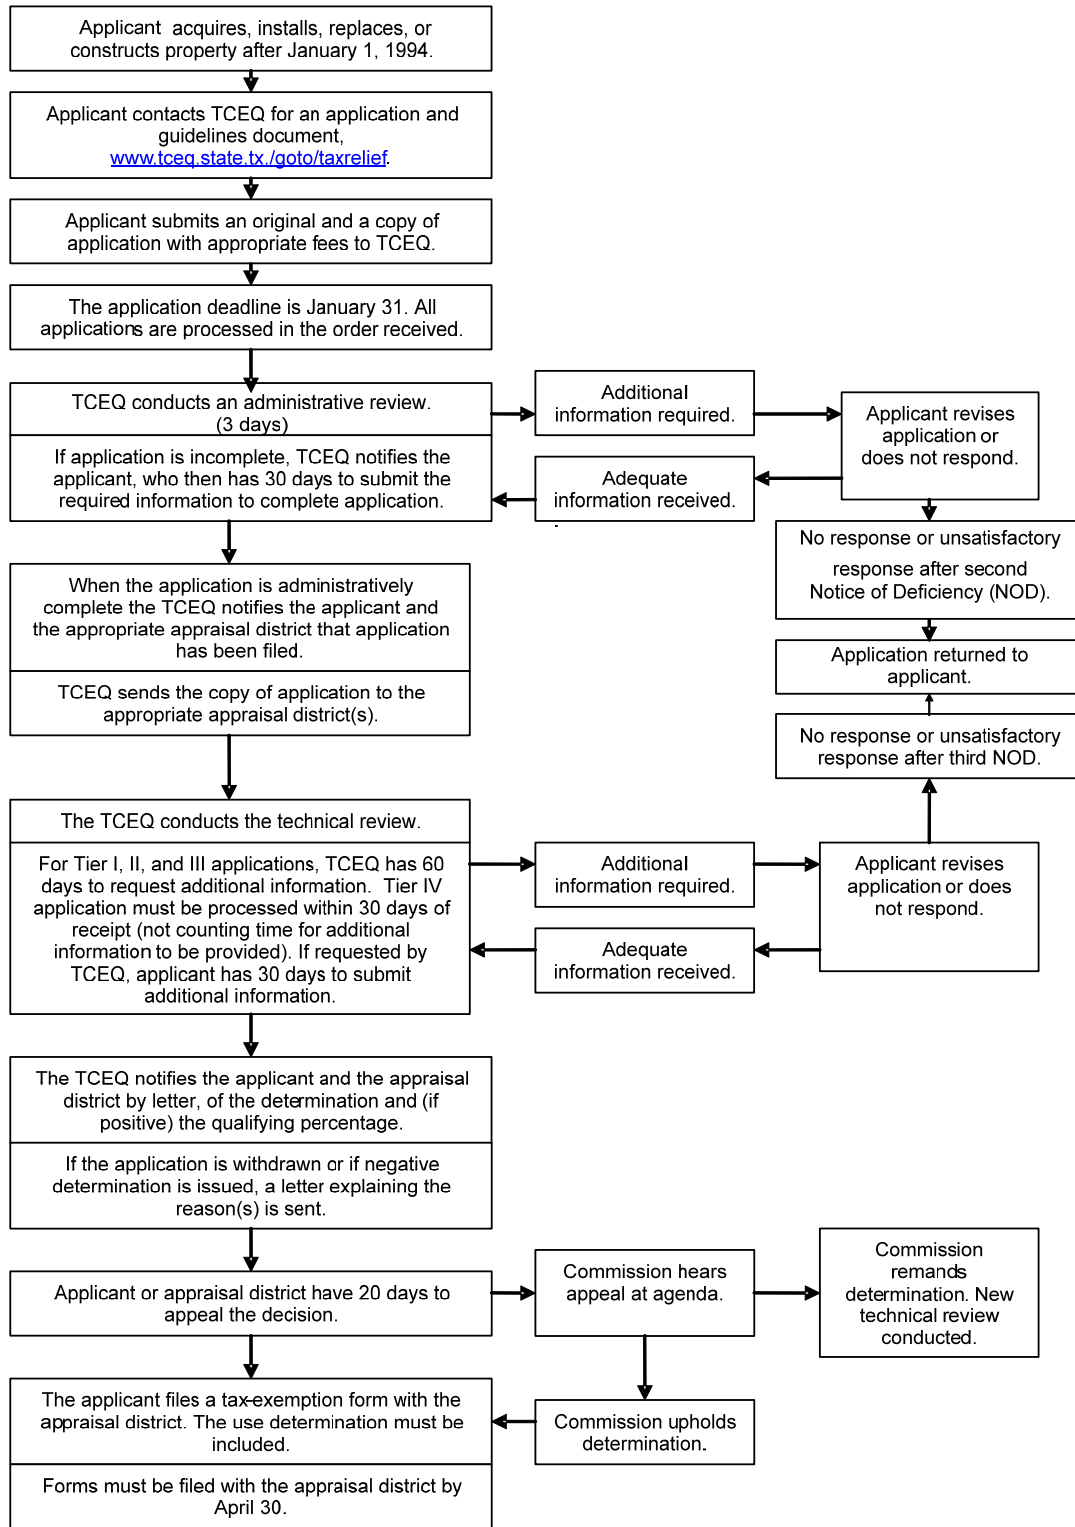 Applicant acquires, installs, replaces, or
constructs property after January 1, 1994.
Applicant contacts TCEQ for an application and
guidelines document,
www.tceq.state.tx./goto/taxrelief.
Applicant submits an original and a copy of
application with appropriate fees to TCEQ.
The application deadline is January 31. All
applications are processed in the order received.
TCEQ conducts an administrative review.
(3 days)
If application is incomplete, TCEQ notifies the
applicant, who then has 30 days to submit the
required information to complete application.
Additional
information required.
Applicant revises
application or
does not respond.
Adequate
information received.
No response or unsatisfactory
response after second
Notice of Deficiency (NOD).
Application returned to
applicant.
No response or unsatisfactory
response after third NOD.
When the application is administratively
complete the TCEQ notifies the applicant and
the appropriate appraisal district that application
has been filed.
TCEQ sends the copy of application to the
appropriate appraisal district(s).
The TCEQ conducts the technical review.
For Tier I, II, and III applications, TCEQ has 60
days to request additional information. Tier IV
application must be processed within 30 days of
receipt (not counting time for additional
information to be provided). If requested by
TCEQ, applicant has 30 days to submit
additional information.
Additional
information required.
Applicant revises
application or does
not respond.
Adequate
information received.
The TCEQ notifies the applicant and the appraisal
district by letter, of the determination and (if
positive) the qualifying percentage.
If the application is withdrawn or if negative
determination is issued, a letter explaining the
reason(s) is sent.
Applicant or appraisal district have 20 days to
appeal the decision.
Commission hears
appeal at agenda.
Commission
remands
determination. New
technical review
conducted.
The applicant files a tax-exemption form with the
appraisal district. The use determination must be
included.
Commission upholds
determination.
Forms must be filed with the appraisal district by
April 30.